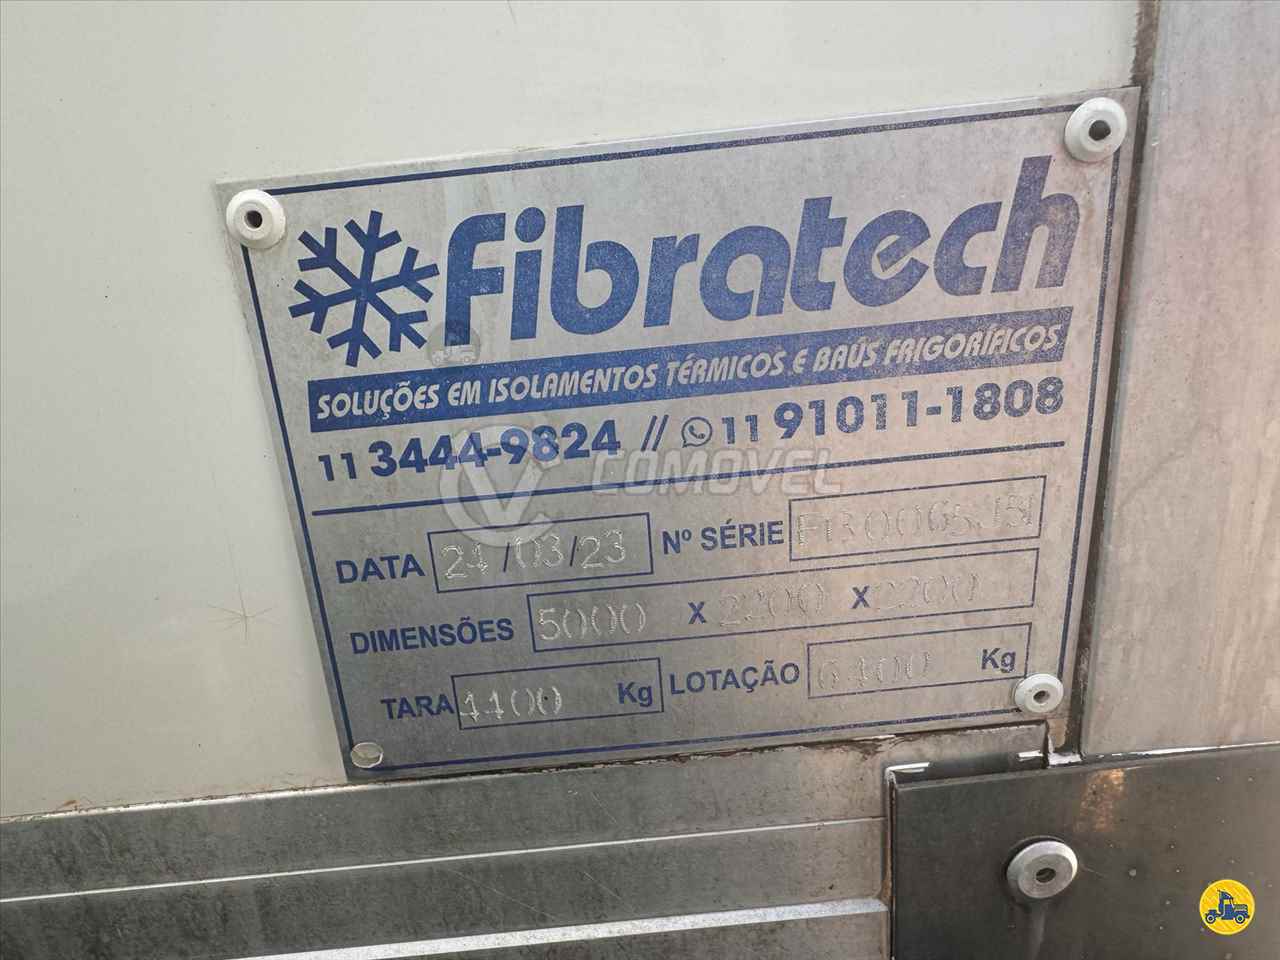 fibratech
SOLUÇÕES EM ISOLAMENTOS TÉRMICOS E BAÚS FRIGORÍFICOS
11 3444-9824 // 11 91011-1808
COMOVEL
DATA 24/03/23 Nº SÉRIE
DIMENSÕES 5000 X 2200 X 2200
TARA 1100 Kg LOTAÇÃO 6400 Kg